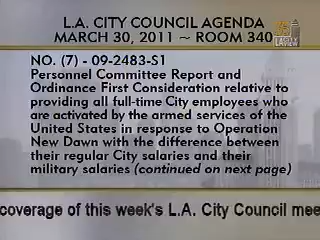 L.A. CITY COUNCIL AGENDA
MARCH 30, 2011 ~ ROOM 340
NO. (7) - 09-2483-S1
Personnel Committee Report and
Ordinance First Consideration relative to
providing all full-time City employees who
are activated by the armed services of the
United States in response to Operation
New Dawn with the difference between
their regular City salaries and their
military salaries (continued on next page)
coverage of this week's L.A. City Council mee